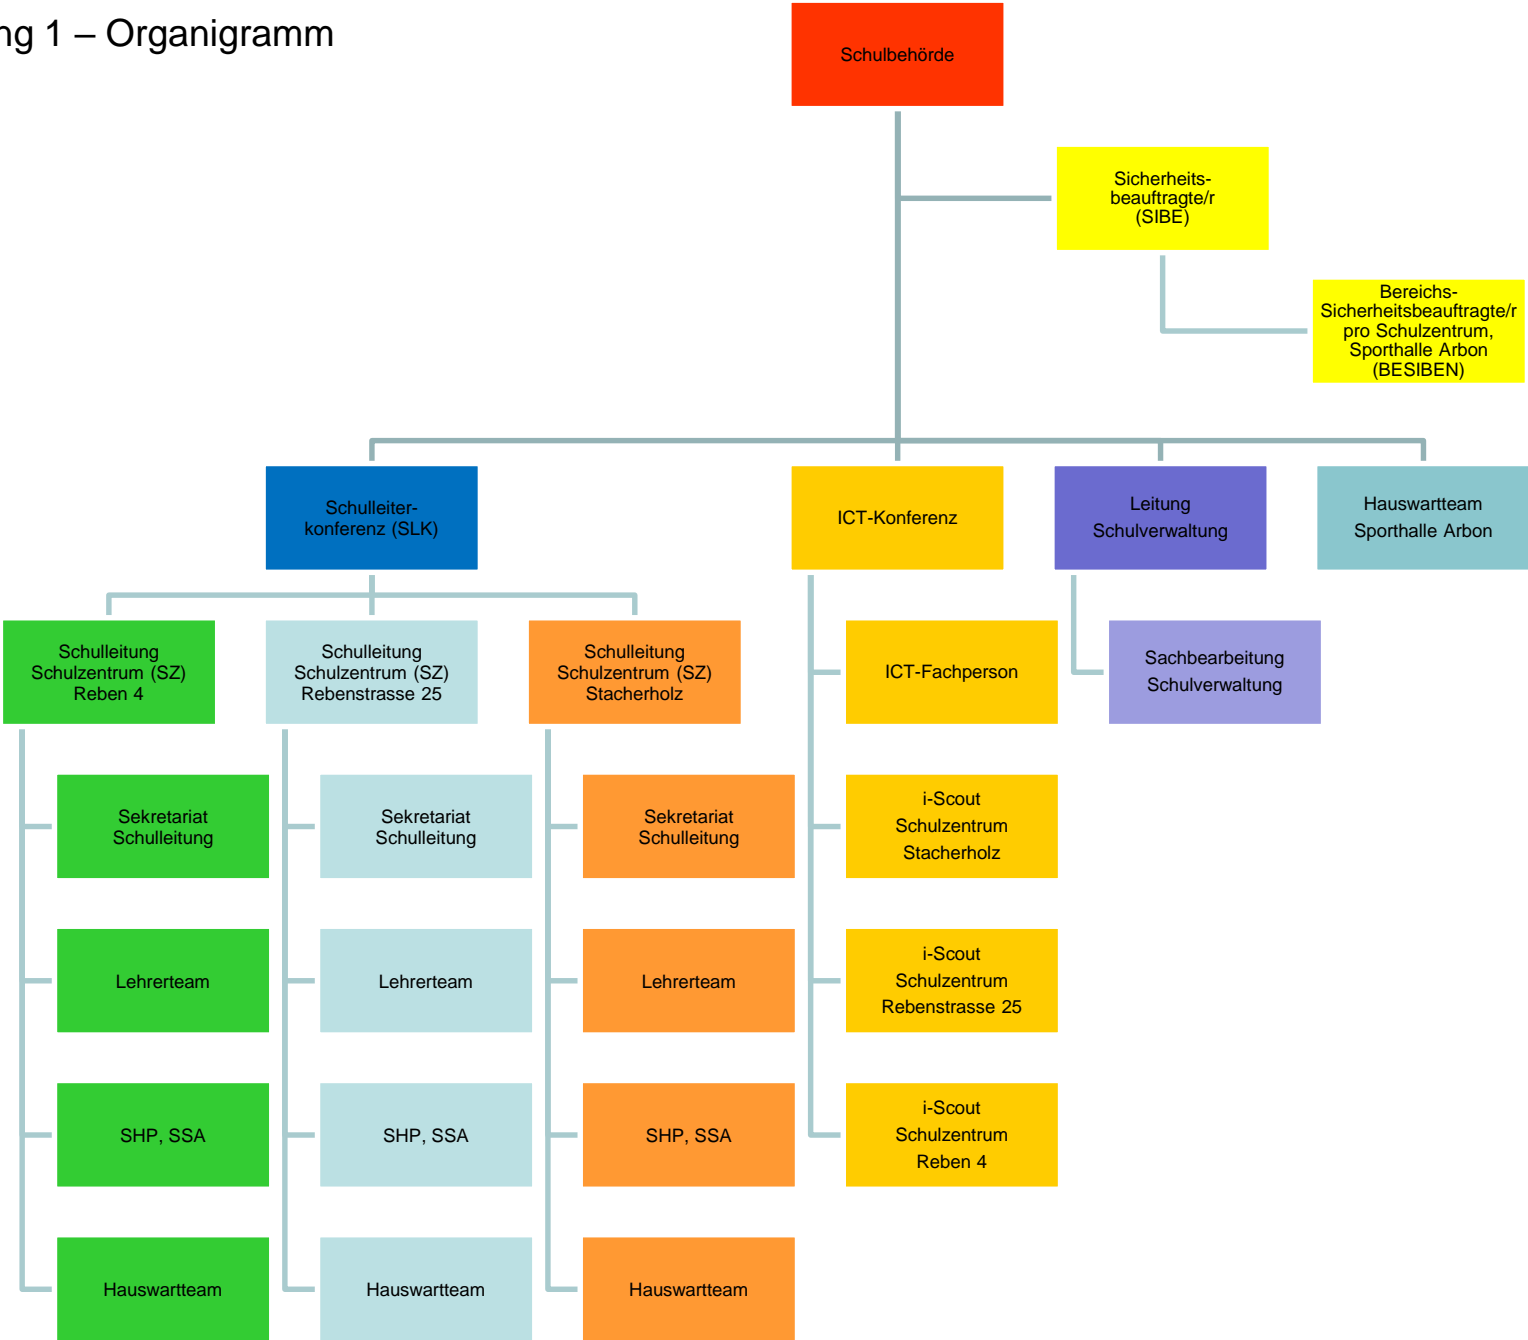 ng 1 – Organigramm
Schulbehörde
Sicherheits-
beauftragte/r
(SIBE)
Bereichs-
Sicherheitsbeauftragte/r
pro Schulzentrum,
Sporthalle Arbon
(BESIBEN)
Schulleiter-
konferenz (SLK)
ICT-Konferenz
Leitung
Schulverwaltung
Hauswartteam
Sporthalle Arbon
Schulleitung
Schulzentrum (SZ)
Reben 4
Schulleitung
Schulzentrum (SZ)
Rebenstrasse 25
Schulleitung
Schulzentrum (SZ)
Stacherholz
ICT-Fachperson
Sachbearbeitung
Schulverwaltung
Sekretariat
Schulleitung
Sekretariat
Schulleitung
Sekretariat
Schulleitung
i-Scout
Schulzentrum
Stacherholz
Lehrerteam
Lehrerteam
Lehrerteam
i-Scout
Schulzentrum
Rebenstrasse 25
SHP, SSA
SHP, SSA
SHP, SSA
i-Scout
Schulzentrum
Reben 4
Hauswartteam
Hauswartteam
Hauswartteam